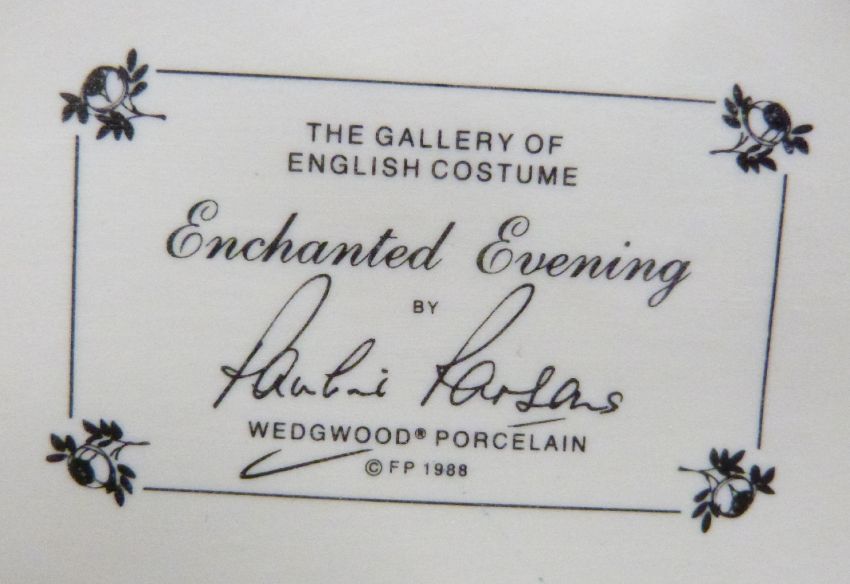 THE GALLERY OF
ENGLISH COSTUME
Enchanted Evening
BY
Pauline Parsons
WEDGWOOD® PORCELAIN
© FP 1988